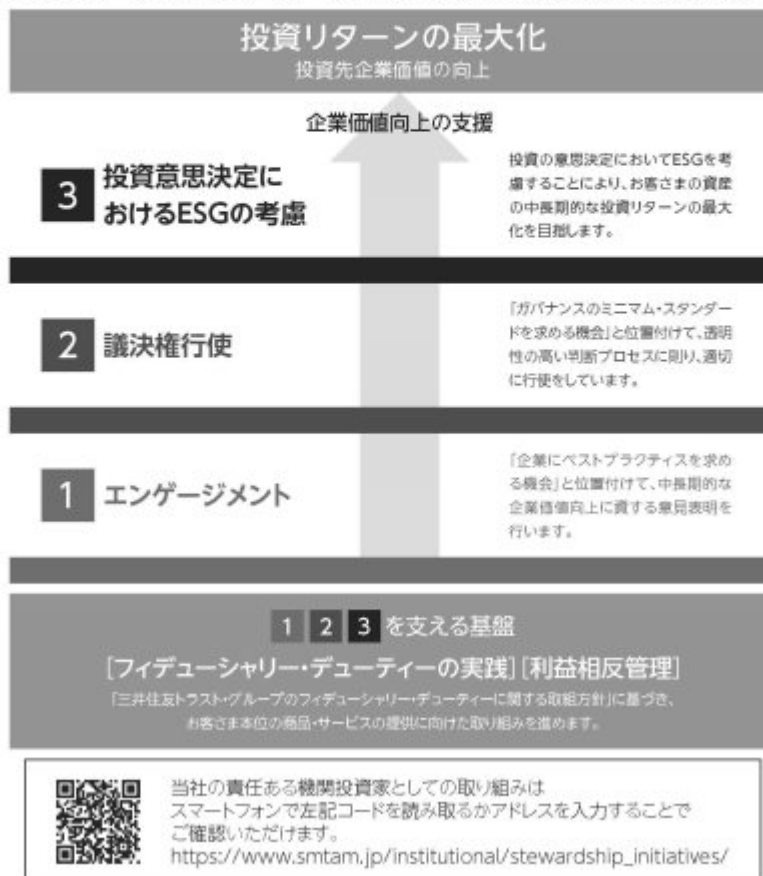 投資リターンの最大化
投資先企業価値の向上
企業価値向上の支援
3 投資意思決定に
おけるESGの考慮
投資の意思決定においてESGを考
慮することにより、お客さまの資産
の中長期的な投資リターンの最大
化を目指します。
2 議決権行使
「ガバナンスのミニマム・スタンダー
ドを求める機会」と位置付けて、透明
性の高い判断プロセスに則り、適切
に行使をしています。
1 エンゲージメント
「企業にベストプラクティスを求め
る機会」と位置付けて、中長期的な
企業価値向上に資する意見表明を
行います。
1 2 3 を支える基盤
[フィデューシャリー・デューティーの実践] [利益相反管理]
「三井住友トラスト・グループのフィデューシャリー・デューティーに関する取組方針」に基づき、
お客さま本位の商品・サービスの提供に向けた取り組みを進めます。
当社の責任ある機関投資家としての取り組みは
スマートフォンで左記コードを読み取るかアドレスを入力することで
ご確認いただけます。
https://www.smtam.jp/institutional/stewardship_initiatives/